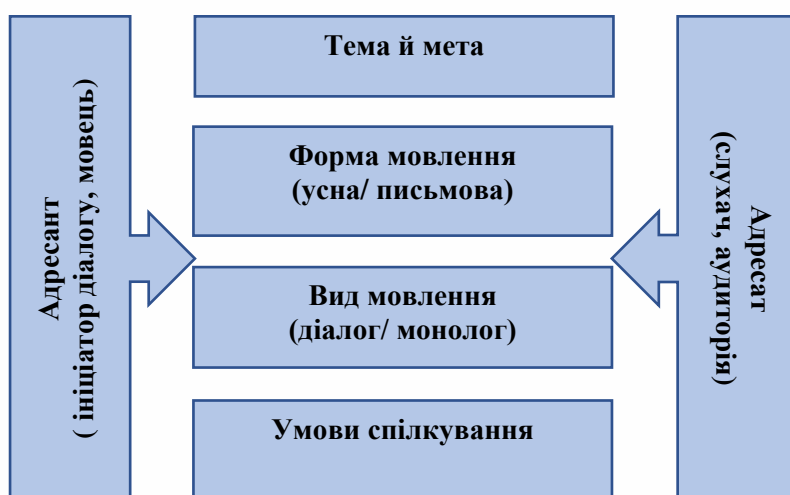 Адресант
( ініціатор діалогу, мовець)
Тема й мета
Форма мовлення
(усна/ письмова)
Вид мовлення
(діалог/ монолог)
Умови спілкування
Адресат
(слухач, аудиторія)